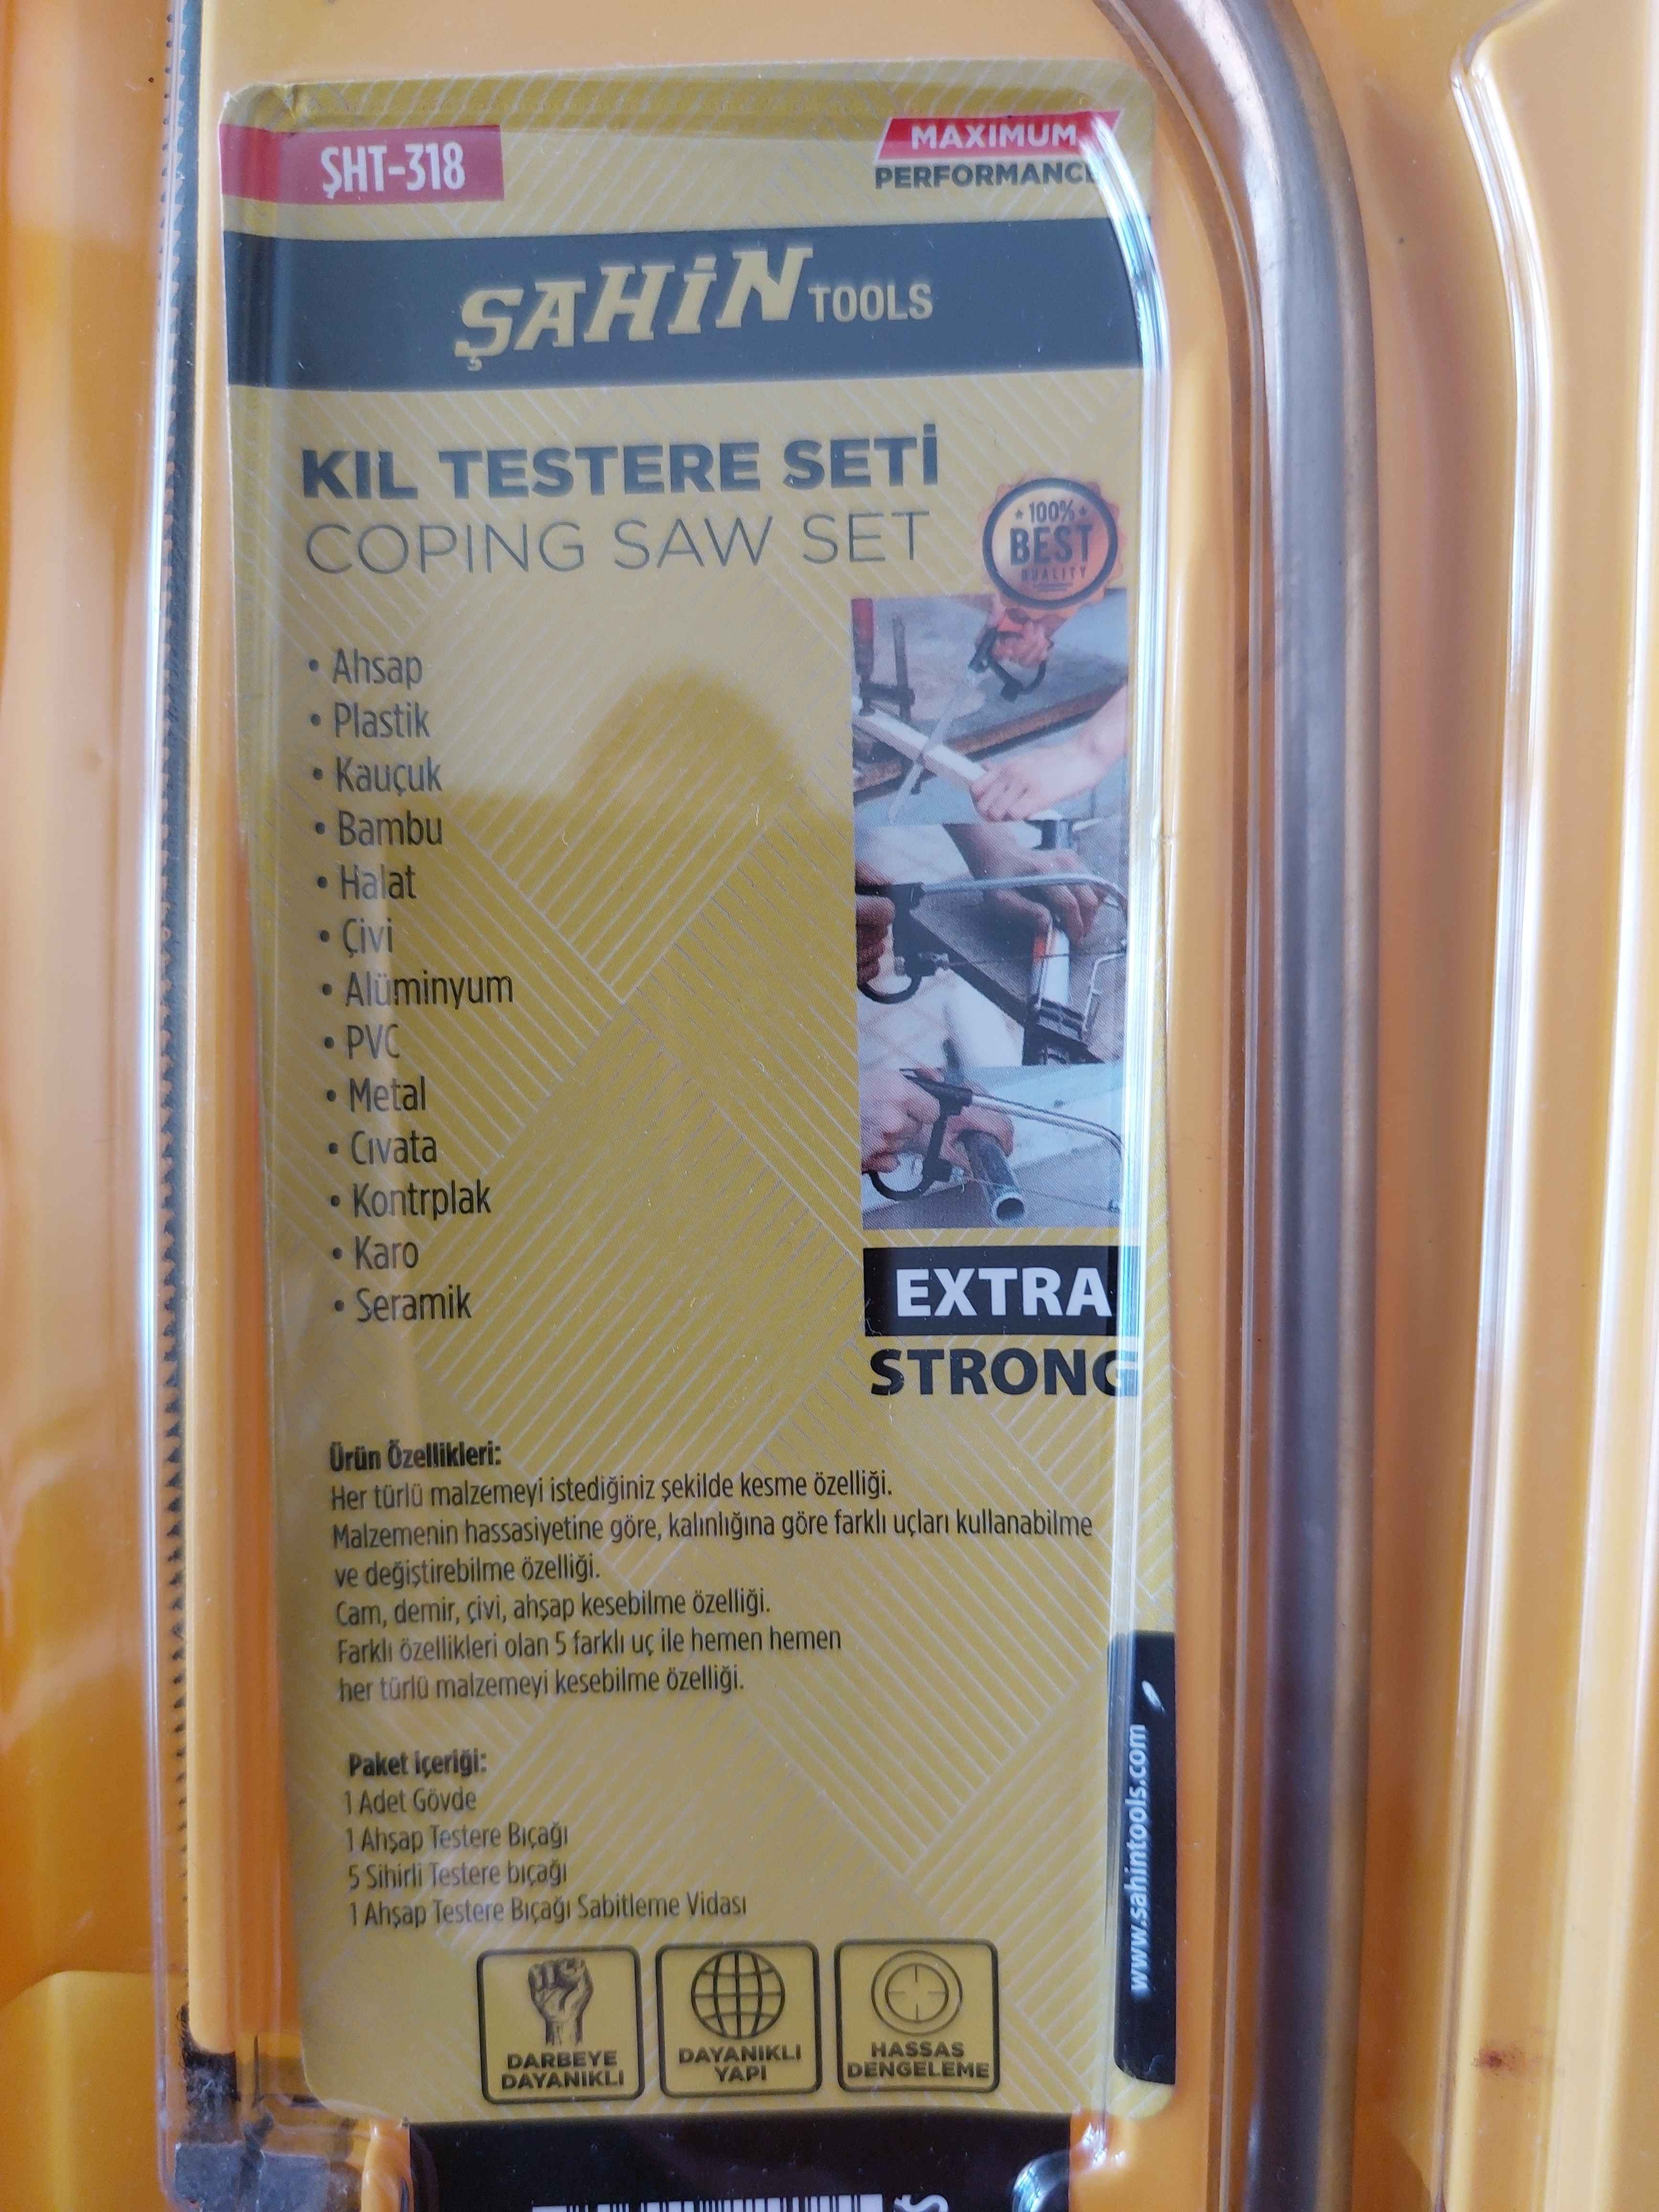 ŞHT-318
MAXIMUM
PERFORMANCE
ŞAHİN TOOLS
KIL TESTERE SETİ
COPING SAW SET
100%
BEST
QUALITY
• Ahsap
• Plastik
• Kauçuk
• Bambu
• Halat
• Çivi
• Alüminyum
• PVC
• Metal
• Cıvata
• Kontrplak
• Karo
• Seramik
EXTRA
STRONG
Ürün Özellikleri:
Her türlü malzemeyi istediğiniz şekilde kesme özelliği.
Malzemenin hassasiyetine göre, kalınlığına göre farklı uçları kullanabilme
ve değiştirebilme özelliği.
Cam, demir, çivi, ahşap kesebilme özelliği.
Farklı özellikleri olan 5 farklı uç ile hemen hemen
her türlü malzemeyi kesebilme özelliği.
Paket içeriği:
1 Adet Gövde
1 Ahşap Testere Bıçağı
5 Sihirli Testere bıçağı
1 Ahşap Testere Bıçağı Sabitleme Vidası
www.sahintools.com
DARBEYE
DAYANIKLI
DAYANIKLI
YAPI
HASSAS
DENGELEME